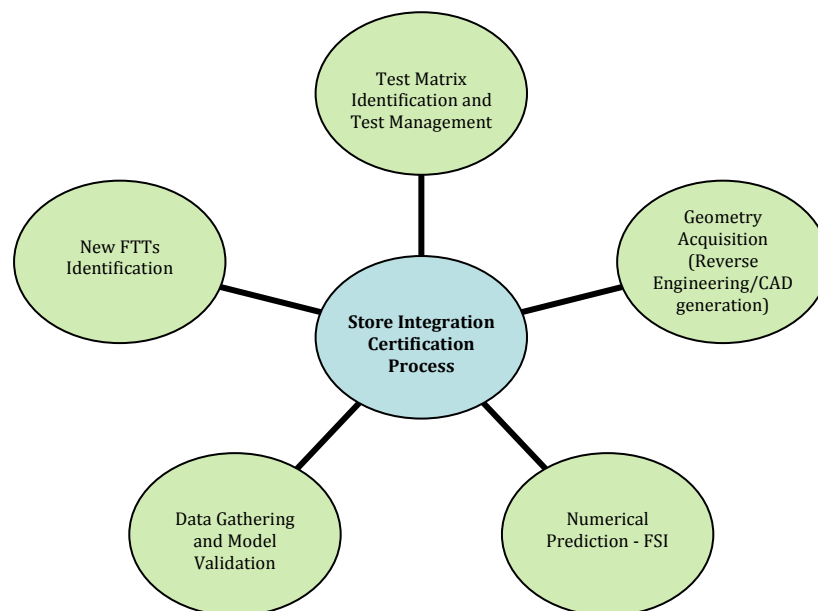 Test Matrix
Identification and
Test Management
Geometry
Acquisition
(Reverse
Engineering/CAD
generation)
New FTTs
Identification
Store Integration
Certification
Process
Data Gathering
and Model
Validation
Numerical
Prediction - FSI